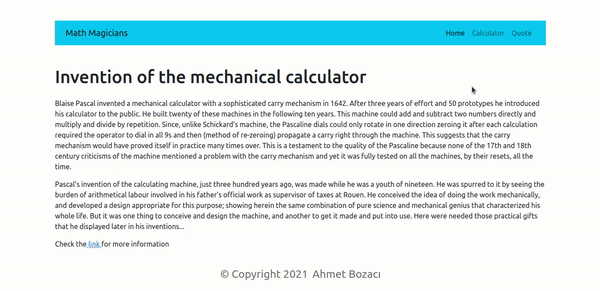 Math Magicians
Home Calculator Quote
Invention of the mechanical calculator
Blaise Pascal invented a mechanical calculator with a sophisticated carry mechanism in 1642. After three years of effort and 50 prototypes he introduced
his calculator to the public. He built twenty of these machines in the following ten years. This machine could add and subtract two numbers directly and
multiply and divide by repetition. Since, unlike Schickard's machine, the Pascaline dials could only rotate in one direction zeroing it after each calculation
required the operator to dial in all 9s and then (method of re-zeroing) propagate a carry right through the machine. This suggests that the carry
mechanism would have proved itself in practice many times over. This is a testament to the quality of the Pascaline because none of the 17th and 18th
century criticisms of the machine mentioned a problem with the carry mechanism and yet it was fully tested on all the machines, by their resets, all the
time.
Pascal's invention of the calculating machine, just three hundred years ago, was made while he was a youth of nineteen. He was spurred to it by seeing the
burden of arithmetical labour involved in his father's official work as supervisor of taxes at Rouen. He conceived the idea of doing the work mechanically,
and developed a design appropriate for this purpose; showing herein the same combination of pure science and mechanical genius that characterized his
whole life. But it was one thing to conceive and design the machine, and another to get it made and put into use. Here were needed those practical gifts
that he displayed later in his inventions...
Check the link for more information
© Copyright 2021 Ahmet Bozacı